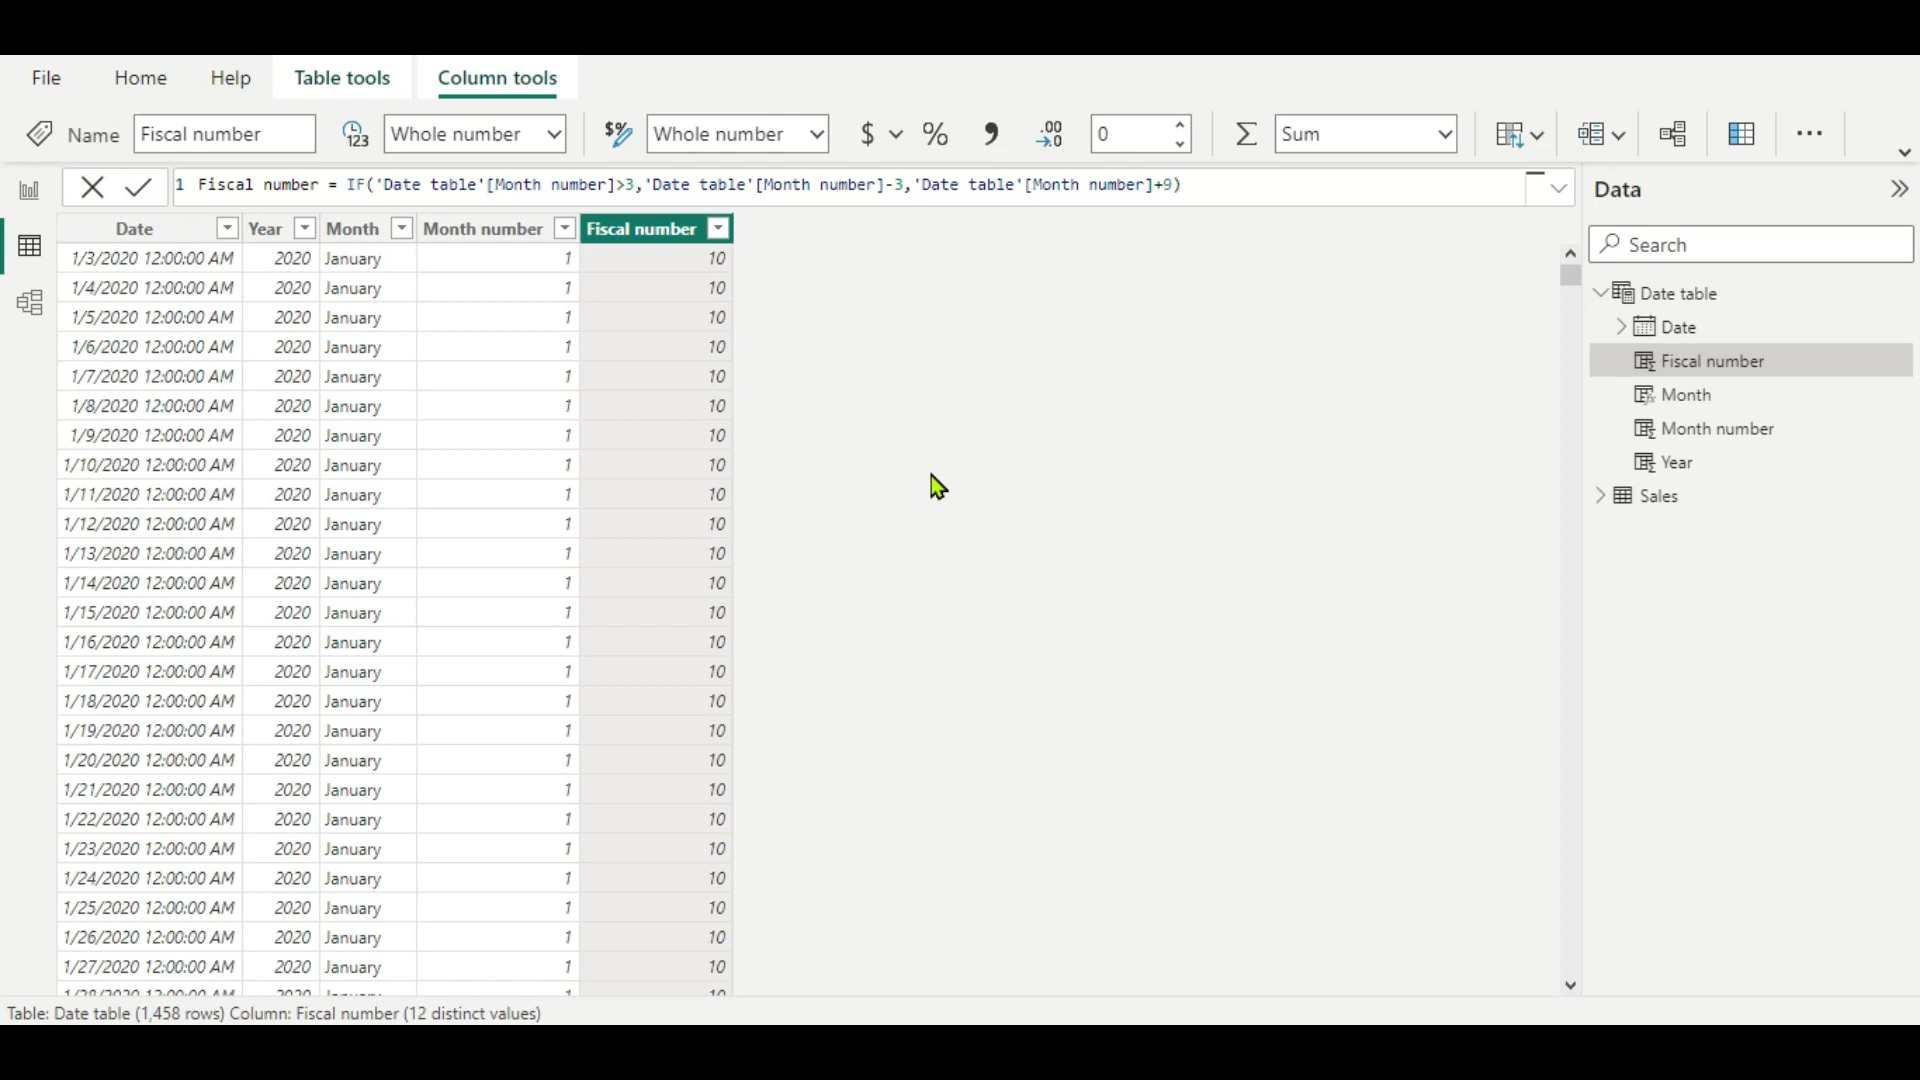 File Home Help Table tools Column tools
Name Fiscal number Whole number Whole number $ % 0 Sum
1 Fiscal number = IF('Date table'[Month number]>3,'Date table'[Month number]-3,'Date table'[Month number]+9)
Date Year Month Month number Fiscal number
1/3/2020 12:00:00 AM 2020 January 1 10
1/4/2020 12:00:00 AM 2020 January 1 10
1/5/2020 12:00:00 AM 2020 January 1 10
1/6/2020 12:00:00 AM 2020 January 1 10
1/7/2020 12:00:00 AM 2020 January 1 10
1/8/2020 12:00:00 AM 2020 January 1 10
1/9/2020 12:00:00 AM 2020 January 1 10
1/10/2020 12:00:00 AM 2020 January 1 10
1/11/2020 12:00:00 AM 2020 January 1 10
1/12/2020 12:00:00 AM 2020 January 1 10
1/13/2020 12:00:00 AM 2020 January 1 10
1/14/2020 12:00:00 AM 2020 January 1 10
1/15/2020 12:00:00 AM 2020 January 1 10
1/16/2020 12:00:00 AM 2020 January 1 10
1/17/2020 12:00:00 AM 2020 January 1 10
1/18/2020 12:00:00 AM 2020 January 1 10
1/19/2020 12:00:00 AM 2020 January 1 10
1/20/2020 12:00:00 AM 2020 January 1 10
1/21/2020 12:00:00 AM 2020 January 1 10
1/22/2020 12:00:00 AM 2020 January 1 10
1/23/2020 12:00:00 AM 2020 January 1 10
1/24/2020 12:00:00 AM 2020 January 1 10
1/25/2020 12:00:00 AM 2020 January 1 10
1/26/2020 12:00:00 AM 2020 January 1 10
1/27/2020 12:00:00 AM 2020 January 1 10
Table: Date table (1,458 rows) Column: Fiscal number (12 distinct values)
Data
Search
Date table
Date
Fiscal number
Month
Month number
Year
Sales